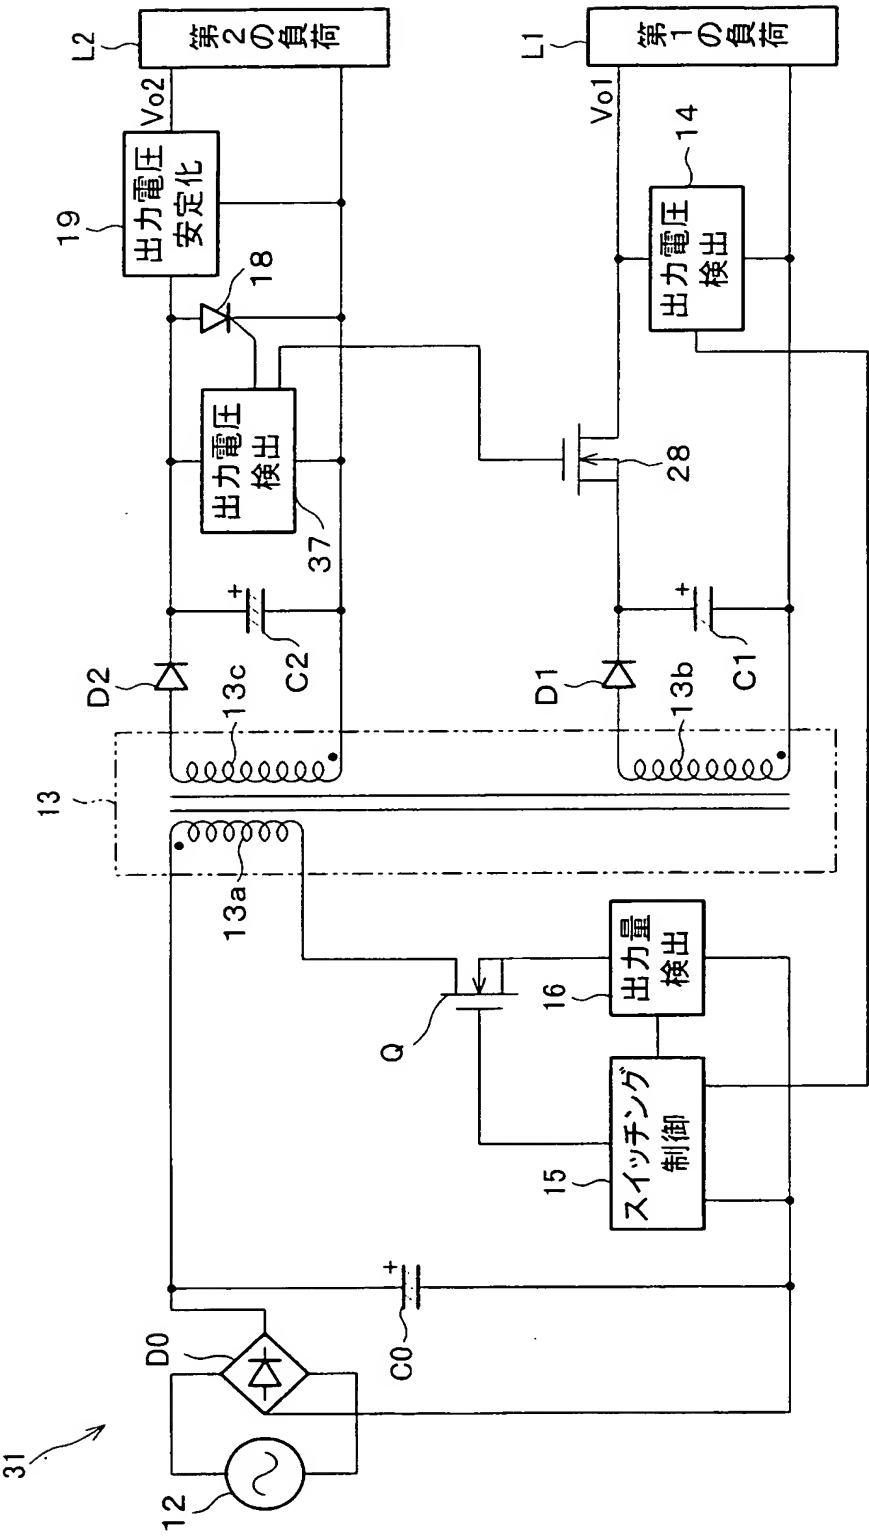 31
12
D0
C0
+
15
スイッチング
制御
16
出力量
検出
Q
13
13a
13c
13b
D2
C2
+
37
出力電圧
検出
18
19
出力電圧
安定化
Vo2
L2
第2の負荷
D1
C1
+
28
14
出力電圧
検出
Vo1
L1
第1の負荷